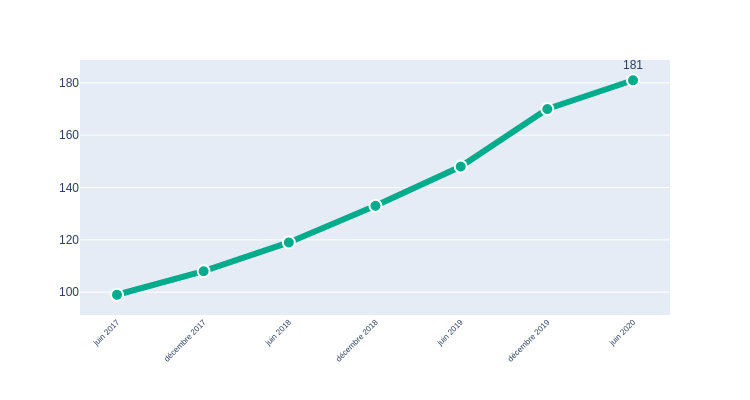 181
180
160
140
120
100
juin 2017
décembre 2017
juin 2018
décembre 2018
juin 2019
décembre 2019
juin 2020